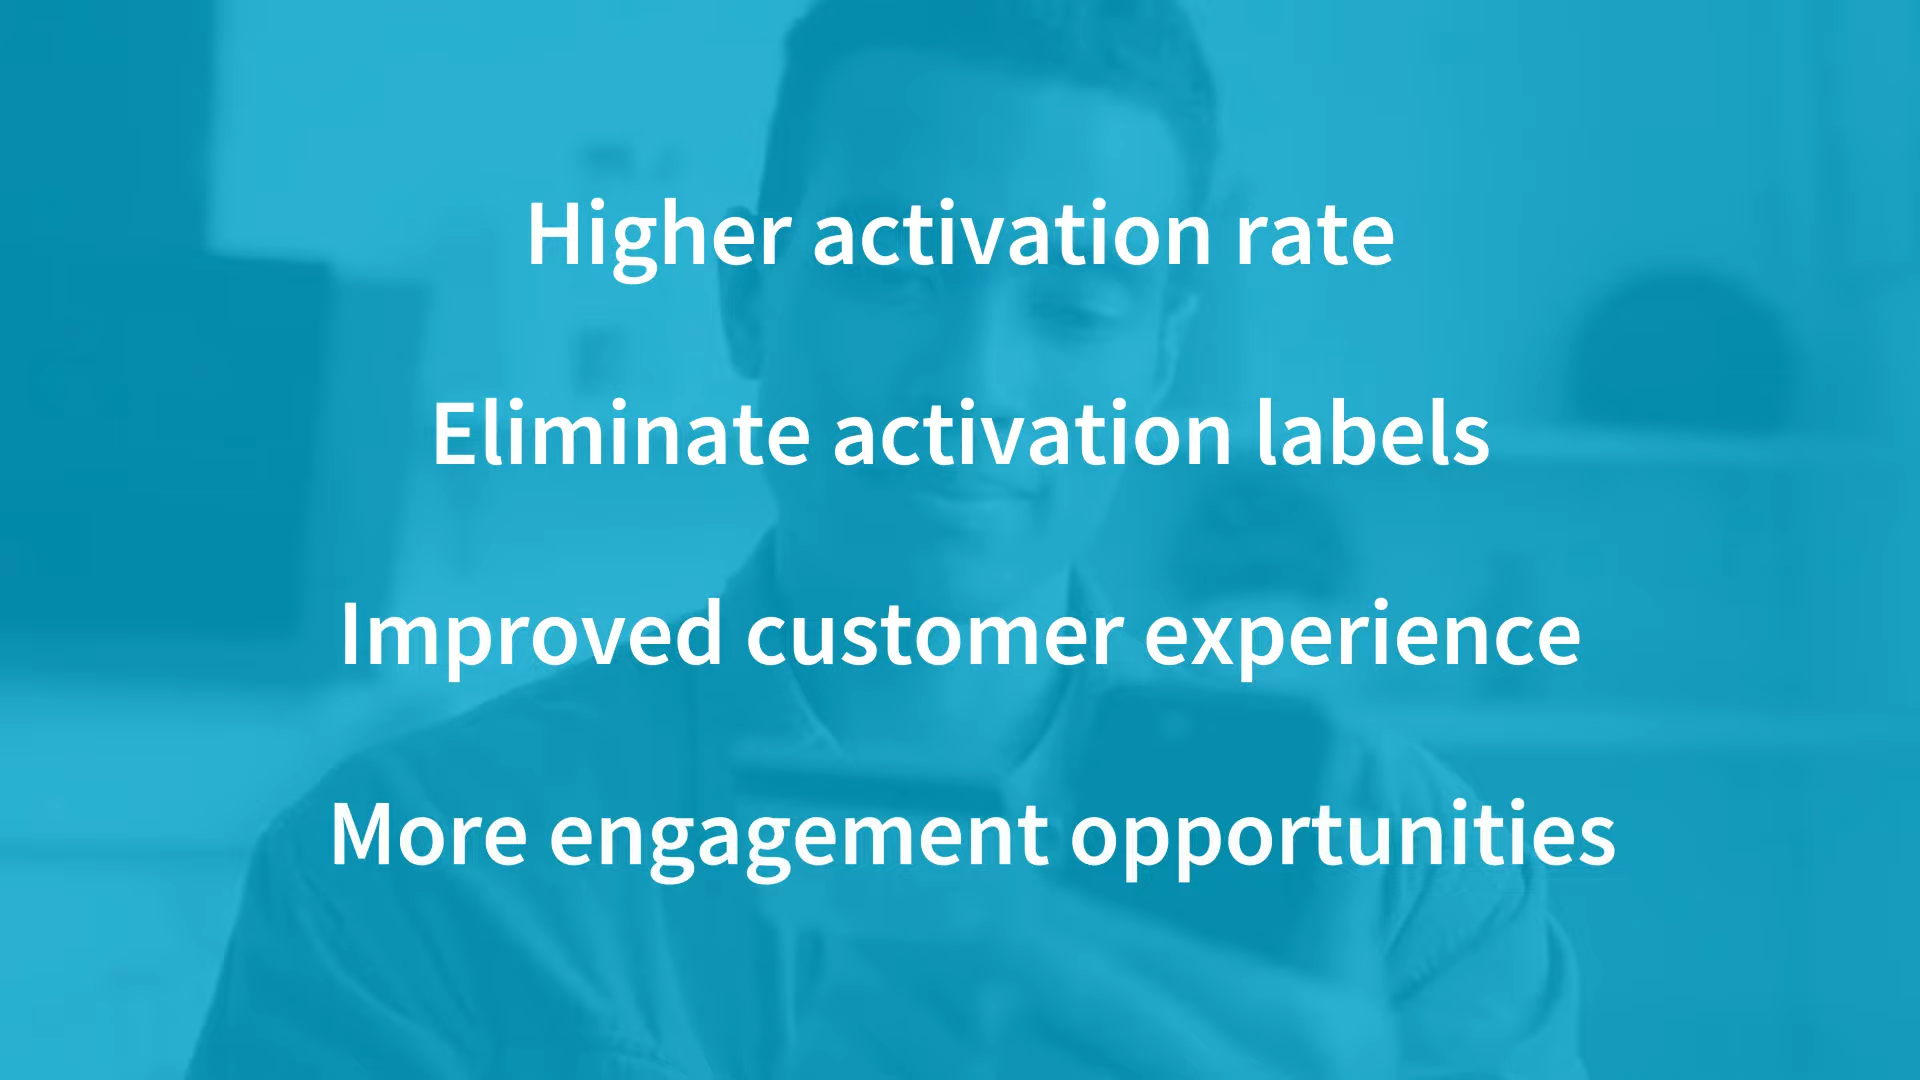 Higher activation rate
Eliminate activation labels
Improved customer experience
More engagement opportunities